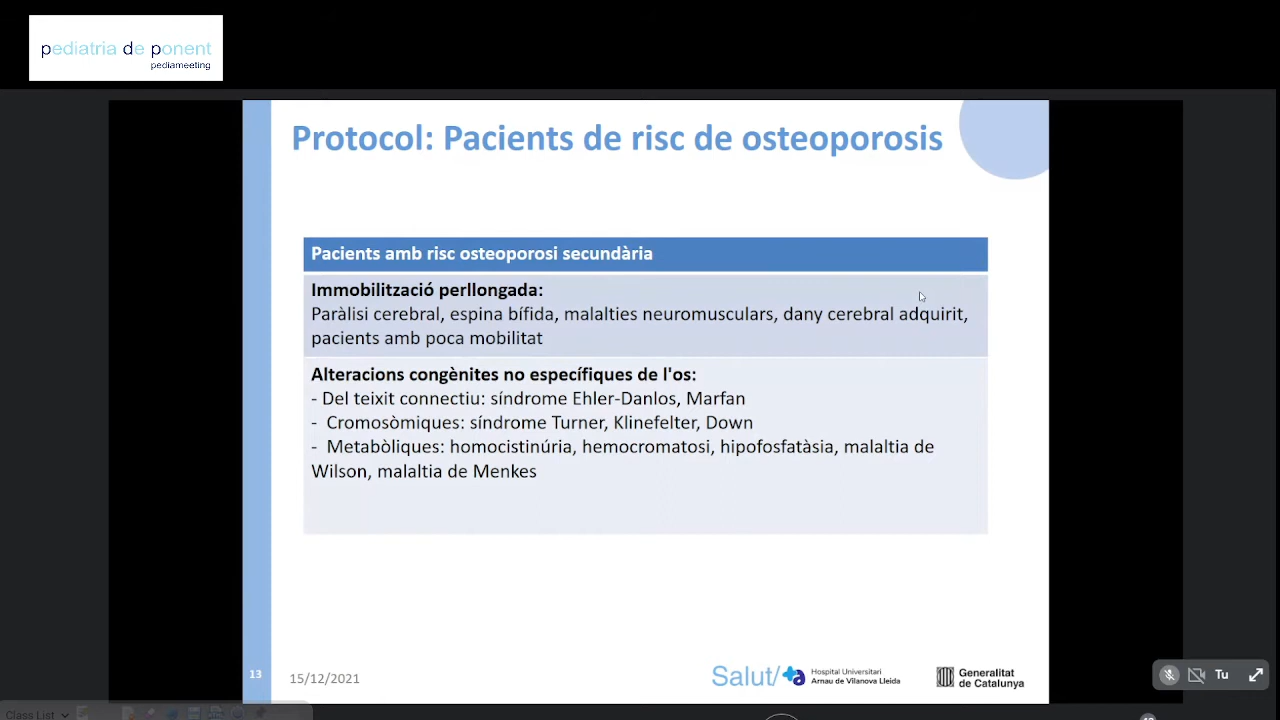 pediatria de ponent
pediameeting
Protocol: Pacients de risc de osteoporosis
Pacients amb risc osteoporosi secundària
Immobilització perllongada:
Paràlisi cerebral, espina bífida, malalties neuromusculars, dany cerebral adquirit,
pacients amb poca mobilitat
Alteracions congènites no específiques de l'os:
- Del teixit connectiu: síndrome Ehler-Danlos, Marfan
- Cromosòmiques: síndrome Turner, Klinefelter, Down
- Metabòliques: homocistinúria, hemocromatosi, hipofosfatàsia, malaltia de
Wilson, malaltia de Menkes
13
15/12/2021
Salut/
Hospital Universitari
Arnau de Vilanova Lleida
Generalitat
de Catalunya
Tu
Class List